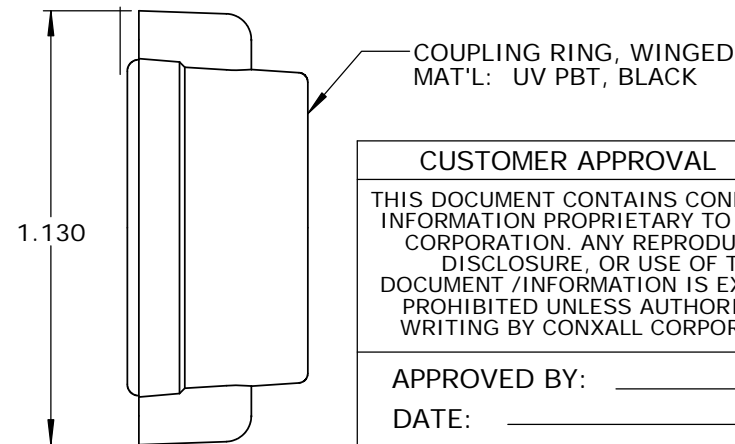 COUPLING RING, WINGED
MAT'L: UV PBT, BLACK
1.130
CUSTOMER APPROVAL
THIS DOCUMENT CONTAINS
INFORMATION PROPRIETARY TO
CORPORATION. ANY
DISCLOSURE, OR USE OF
DOCUMENT /INFORMATION IS
PROHIBITED UNLESS
WRITING BY CONXALL
APPROVED BY:
DATE: